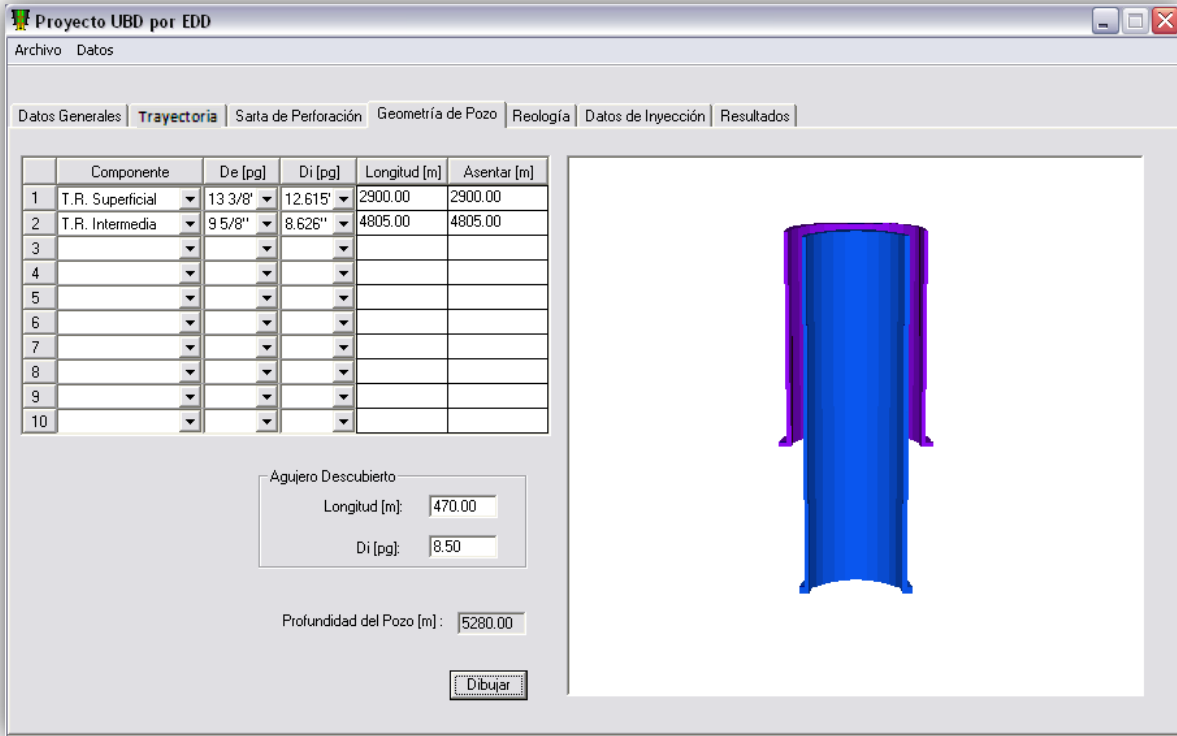 Proyecto UBD por EDD
Archivo Datos
Datos Generales Trayectoria Sarta de Perforación Geometría de Pozo Reología Datos de Inyección Resultados
Componente De [pg] Di [pg] Longitud [m] Asentar [m]
1 T.R. Superficial 13 3/8' 12.615' 2900.00 2900.00
2 T.R. Intermedia 9 5/8'' 8.626'' 4805.00 4805.00
3
4
5
6
7
8
9
10
Agujero Descubierto
Longitud [m]: 470.00
Di [pg]: 8.50
Profundidad del Pozo [m] : 5280.00
Dibujar